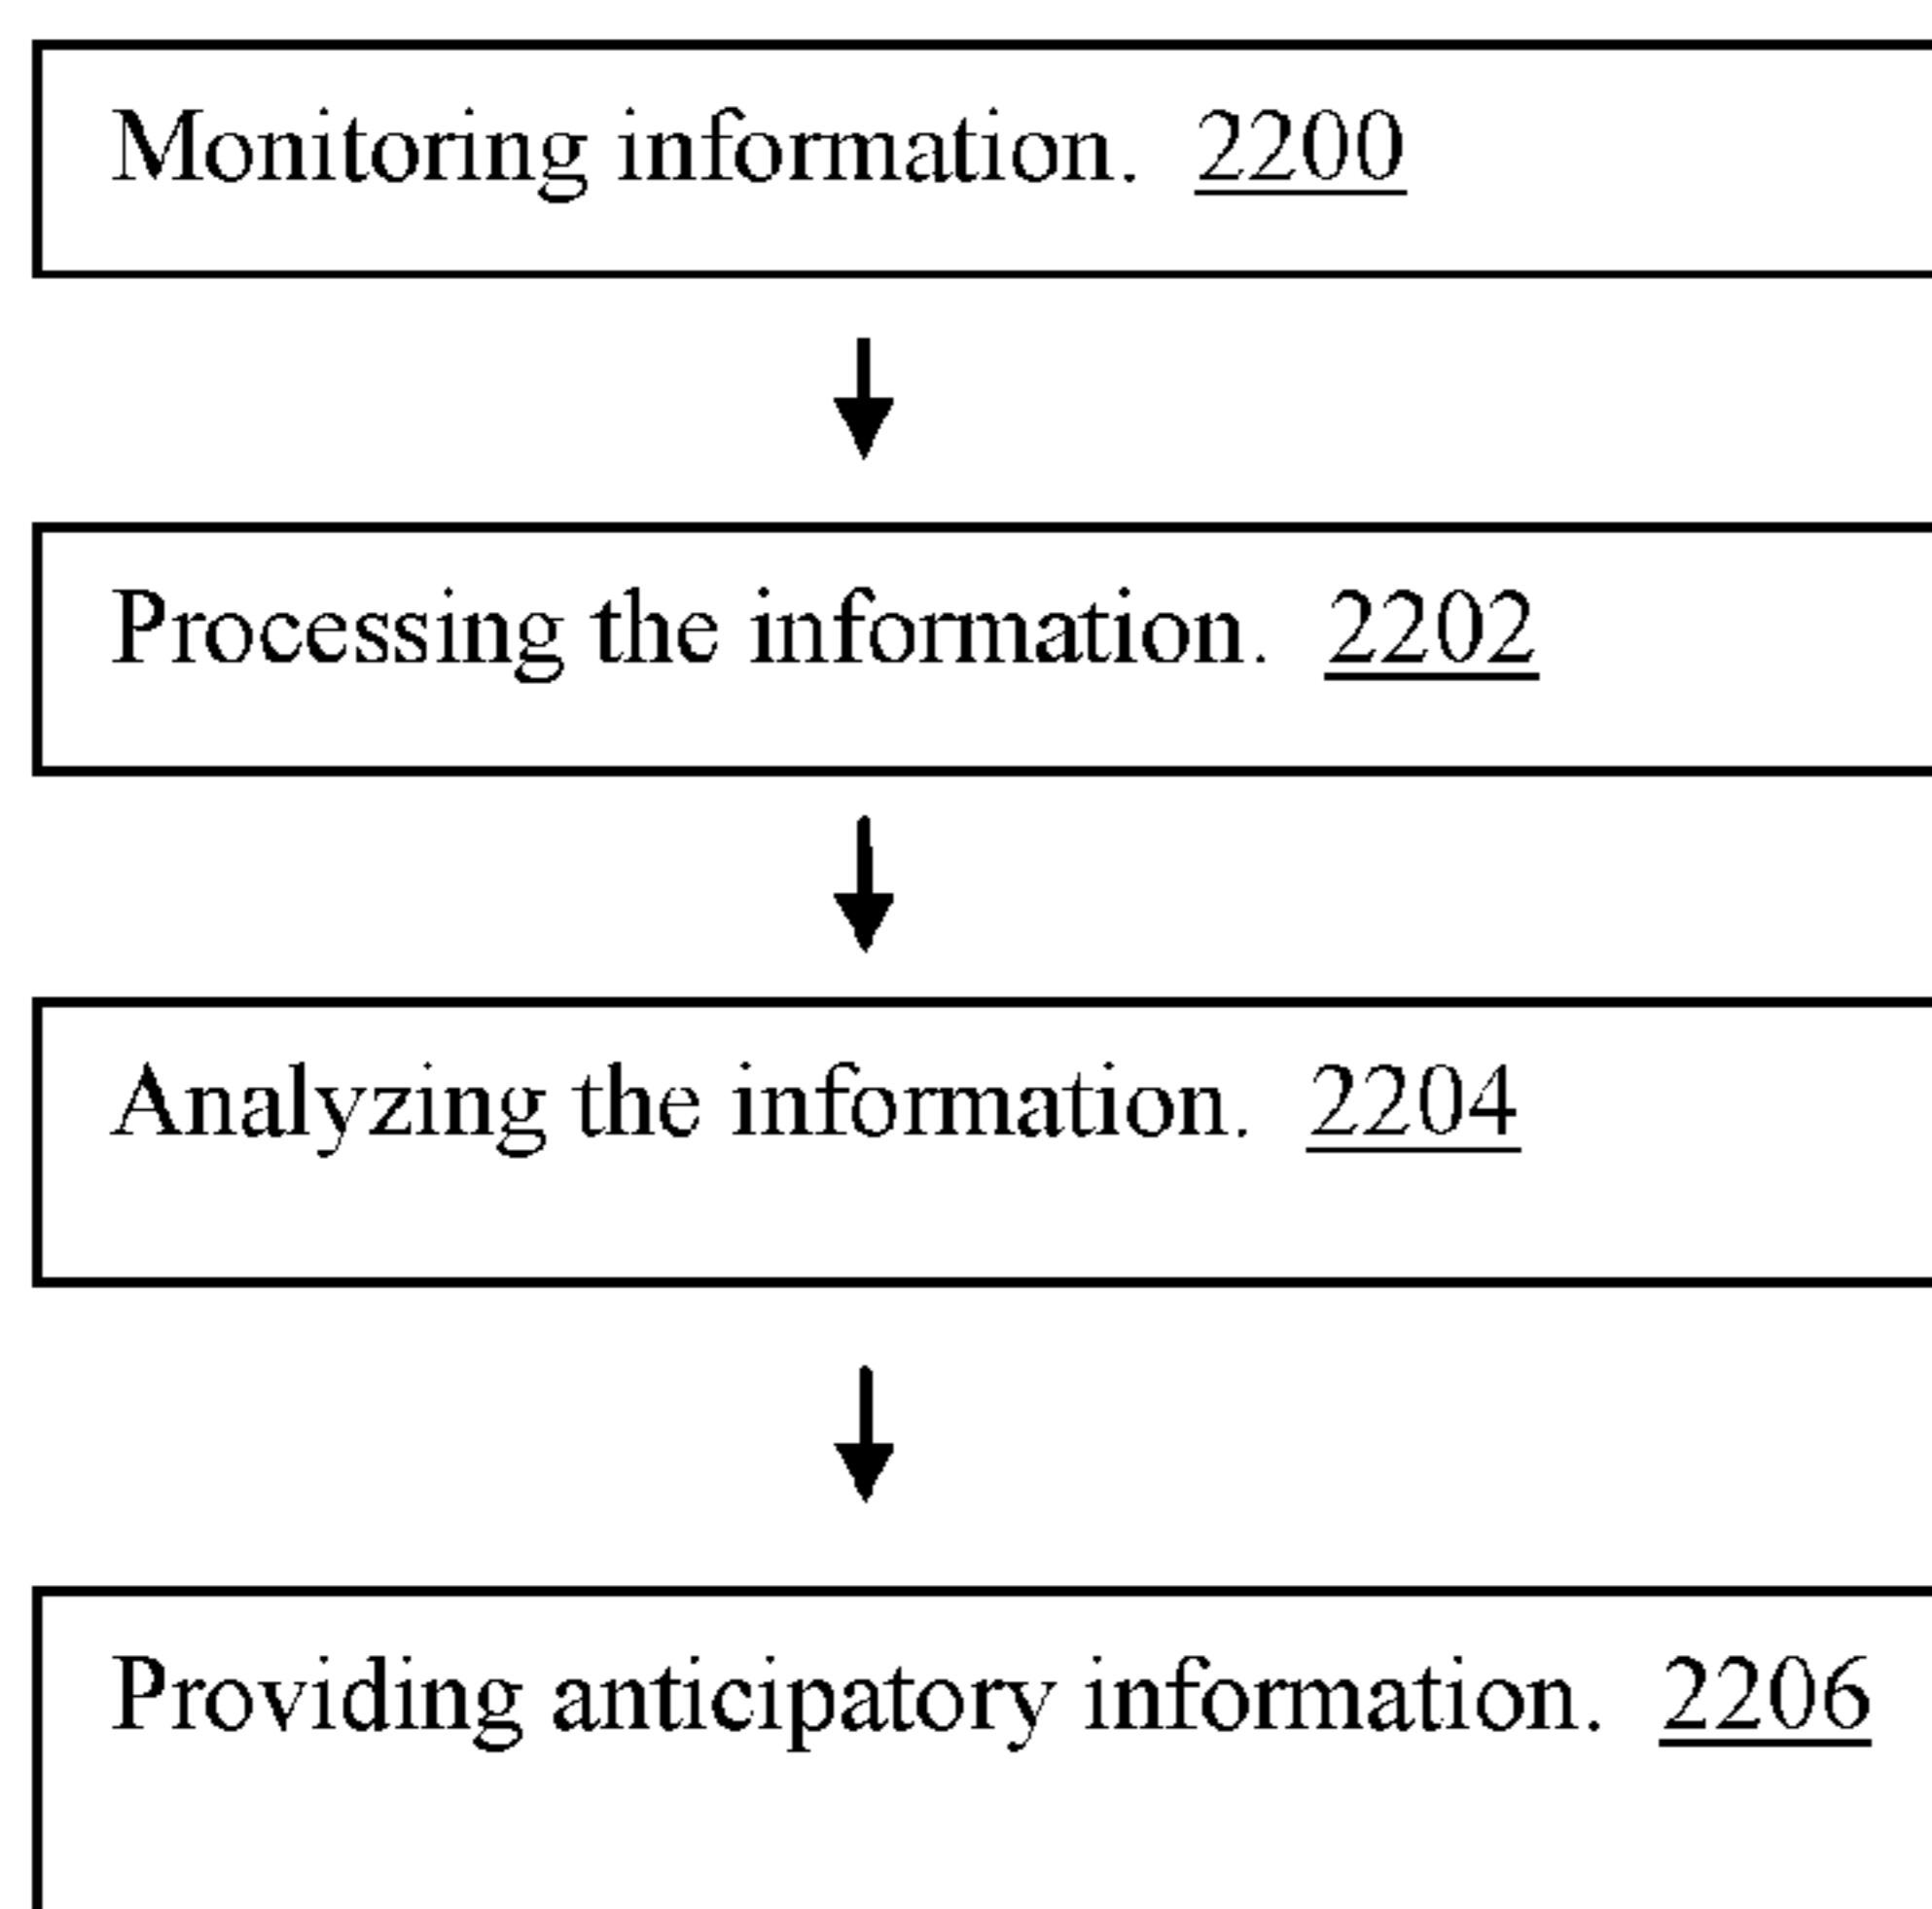 Monitoring information. 2200
Processing the information. 2202
Analyzing the information. 2204
Providing anticipatory information. 2206